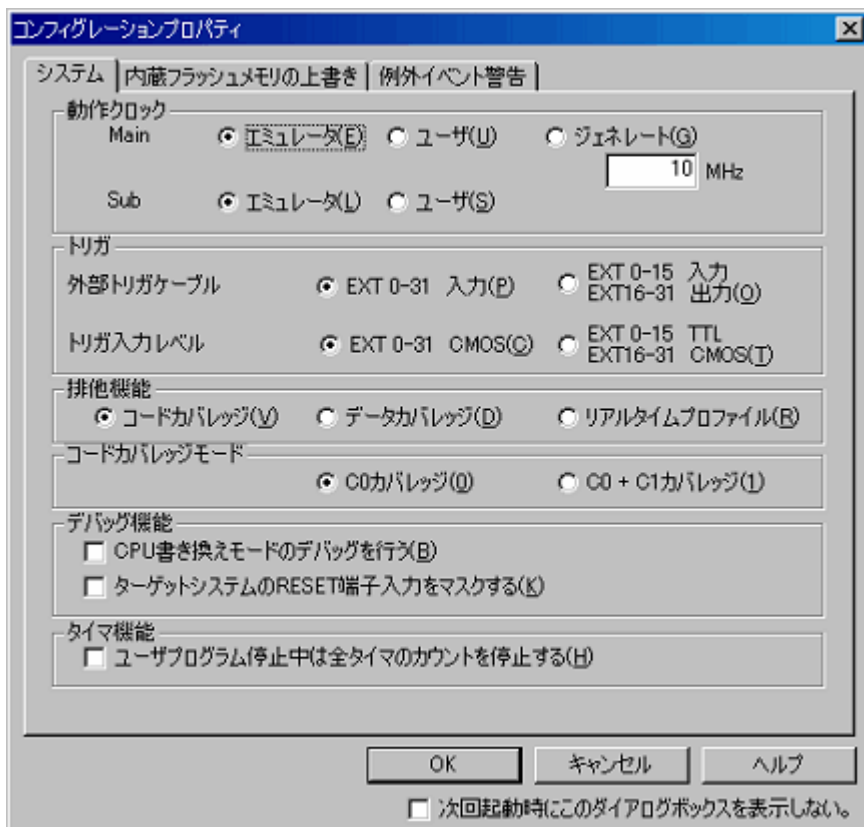 コンフィグレーションプロパティ
システム 内蔵フラッシュメモリの上書き 例外イベント警告
動作クロック
Main エミュレータ(E) ユーザ(U) ジェネレート(G)
10 MHz
Sub エミュレータ(L) ユーザ(S)
トリガ
外部トリガケーブル EXT 0-31 入力(P) EXT 0-15 入力
EXT16-31 出力(O)
トリガ入力レベル EXT 0-31 CMOS(C) EXT 0-15 TTL
EXT16-31 CMOS(T)
排他機能
コードカバレッジ(V) データカバレッジ(D) リアルタイムプロファイル(R)
コードカバレッジモード
C0カバレッジ(0) C0 + C1カバレッジ(1)
デバッグ機能
CPU書き換えモードのデバッグを行う(B)
ターゲットシステムのRESET端子入力をマスクする(K)
タイマ機能
ユーザプログラム停止中は全タイマのカウントを停止する(H)
OK キャンセル ヘルプ
次回起動時にこのダイアログボックスを表示しない。